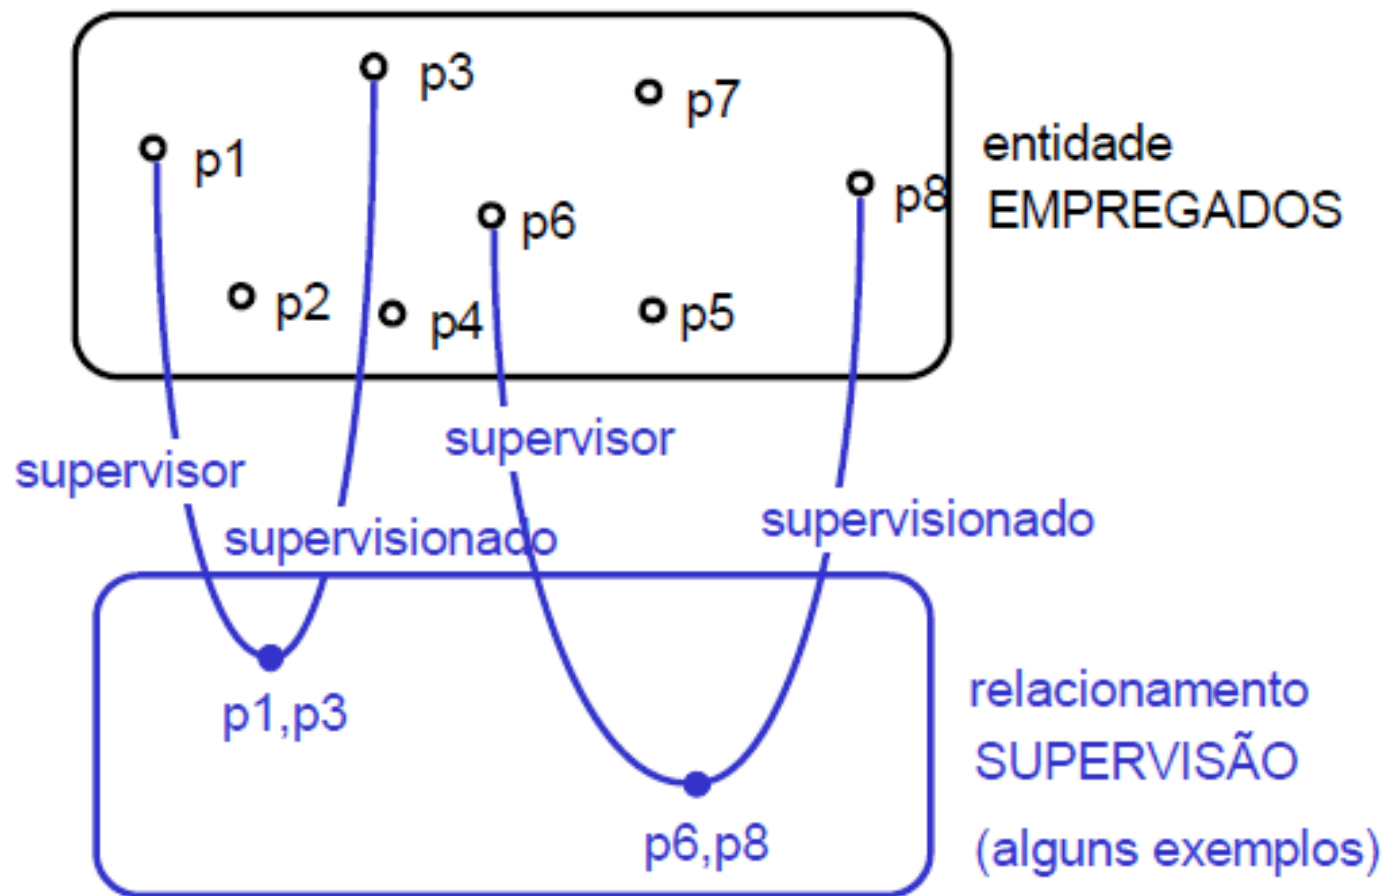 p3
p7
p1
p8
p6
p2
p4
p5
entidade
EMPREGADOS
supervisor
supervisor
supervisionado
supervisionado
p1,p3
p6,p8
relacionamento
SUPERVISÃO
(alguns exemplos)